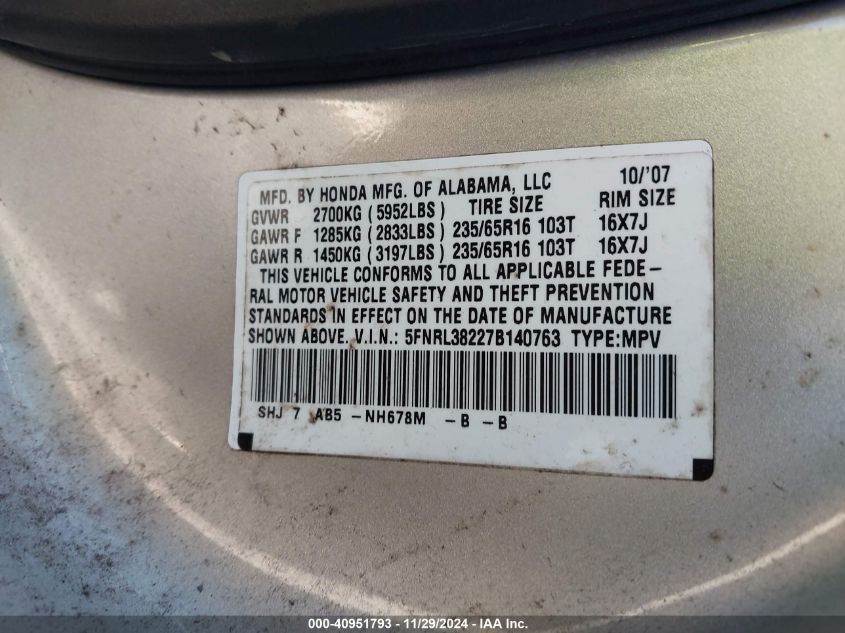 MFD. BY HONDA MFG. OF ALABAMA, LLC 10/'07
GVWR 2700KG (5952LBS) TIRE SIZE RIM SIZE
GAWR F 1285KG (2833LBS) 235/65R16 103T 16X7J
GAWR R 1450KG (3197LBS) 235/65R16 103T 16X7J
THIS VEHICLE CONFORMS TO ALL APPLICABLE FEDE-
RAL MOTOR VEHICLE SAFETY AND THEFT PREVENTION
STANDARDS IN EFFECT ON THE DATE OF MANUFACTURE
SHOWN ABOVE. V.I.N.: 5FNRL38227B140763 TYPE:MPV
SHJ 7 AB5 -NH678M -B -B
000-40951793 - 11/29/2024 - IAA Inc.